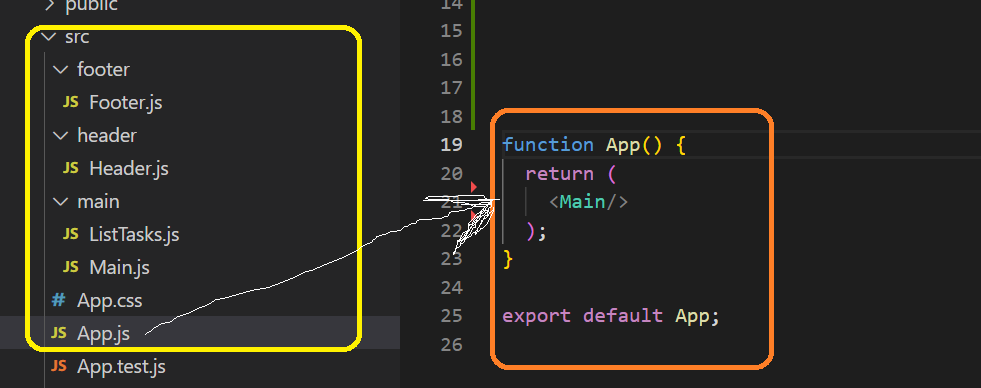 public
src
footer
JS Footer.js
header
JS Header.js
main
JS ListTasks.js
JS Main.js
# App.css
JS App.js
JS App.test.js
14
15
16
17
18
19 function App() {
20 return (
21 <Main/>
22 );
23 }
24
25 export default App;
26